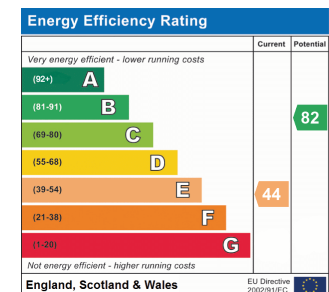 Energy Efficiency Rating
Current Potential
Very energy efficient - lower running costs
(92+) A
(81-91) B
82
(69-80) C
(55-68) D
(39-54) E
44
(21-38) F
(1-20) G
Not energy efficient - higher running costs
England, Scotland & Wales
EU Directive
2002/91/EC